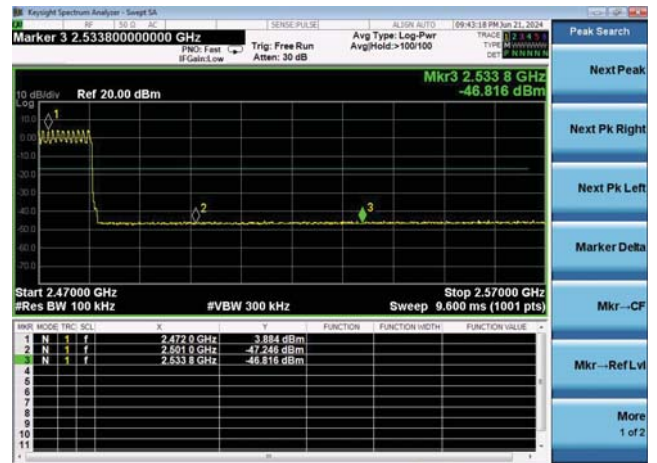 Keysight Spectrum Analyzer - Swept SA
RF 50 Ω AC SENSE:PULSE ALIGN AUTO 09:43:18 PM Jun 21, 2024
Marker 3 2.533800000000 GHz
PNO: Fast
IFGain:Low
Trig: Free Run
Atten: 30 dB
Avg Type: Log-Pwr
Avg|Hold:>100/100
TRACE 1 2 3 4 5 6
TYPE M
DET P N N N N N
Mkr3 2.533 8 GHz
-46.816 dBm
10 dB/div Ref 20.00 dBm
Log
10.0
0.00
-10.0
-20.0
-30.0
-40.0
-50.0
-60.0
-70.0
1
2
3
Start 2.47000 GHz
Stop 2.57000 GHz
#Res BW 100 kHz #VBW 300 kHz Sweep 9.600 ms (1001 pts)
MKR MODE TRC SCL X Y FUNCTION FUNCTION WIDTH FUNCTION VALUE
1 N 1 f 2.472 0 GHz 3.884 dBm
2 N 1 f 2.501 0 GHz -47.246 dBm
3 N 1 f 2.533 8 GHz -46.816 dBm
4
5
6
7
8
9
10
11
Peak Search
Next Peak
Next Pk Right
Next Pk Left
Marker Delta
Mkr→CF
Mkr→Ref Lvl
More
1 of 2